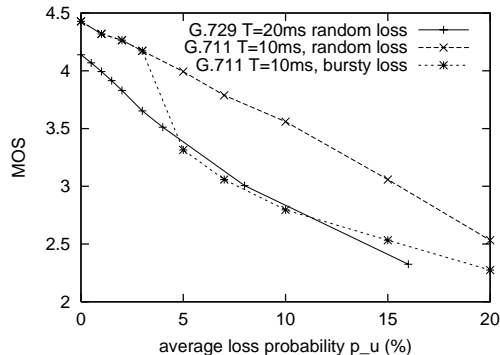 G.729 T=20ms random loss
G.711 T=10ms, random loss
G.711 T=10ms, bursty loss
4.5
4
3.5
3
2.5
2
MOS
0
5
10
15
20
average loss probability p_u (%)